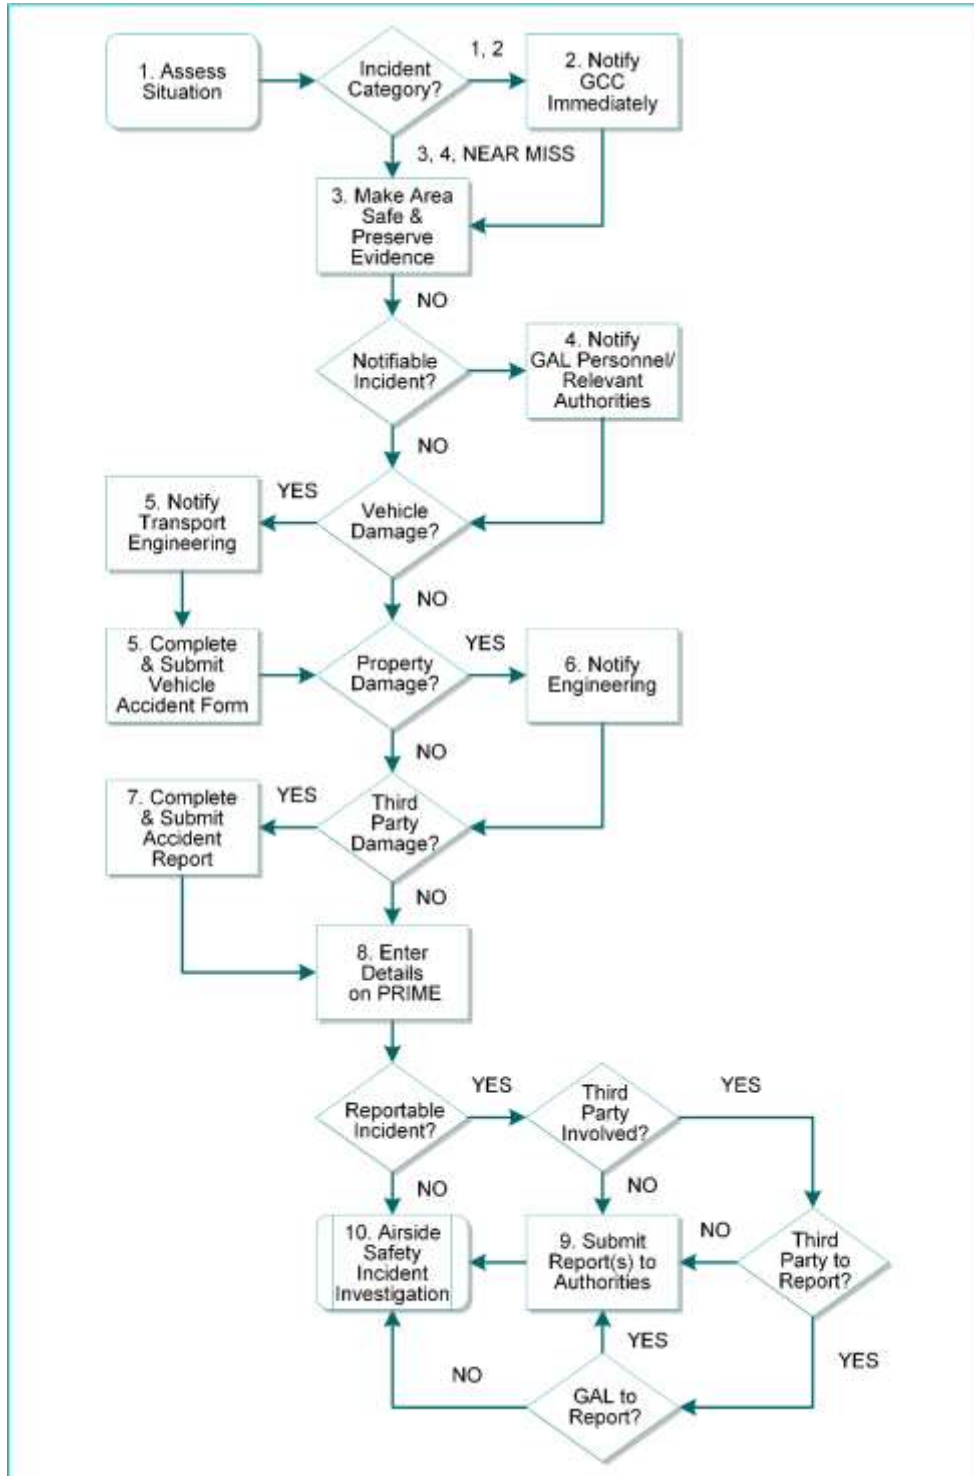 1. Assess
Situation
Incident
Category?
1, 2
2. Notify
GCC
Immediately
3, 4, NEAR MISS
3. Make Area
Safe &
Preserve
Evidence
NO
Notifiable
Incident?
4. Notify
GAL Personnel/
Relevant
Authorities
NO
Vehicle
Damage?
YES
5. Notify
Transport
Engineering
NO
5. Complete
& Submit
Vehicle
Accident Form
Property
Damage?
YES
6. Notify
Engineering
NO
Third
Party
Damage?
YES
7. Complete
& Submit
Accident
Report
NO
8. Enter
Details
on PRIME
Reportable
Incident?
YES
Third
Party
Involved?
YES
NO
NO
10. Airside
Safety
Incident
Investigation
9. Submit
Report(s) to
Authorities
NO
Third
Party to
Report?
YES
YES
NO
GAL to
Report?